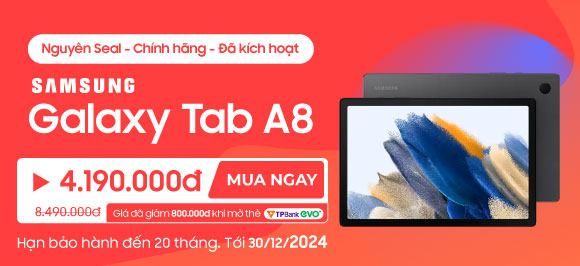 Nguyên Seal - Chính hãng - Đã kích hoạt
SAMSUNG
Galaxy Tab A8
4.190.000đ MUA NGAY
8.490.000đ Giá đã giảm 800.000đ khi mở thẻ TPBank EVO
Hạn bảo hành đến 20 tháng. Tới 30/12/2024
SAMSUNG